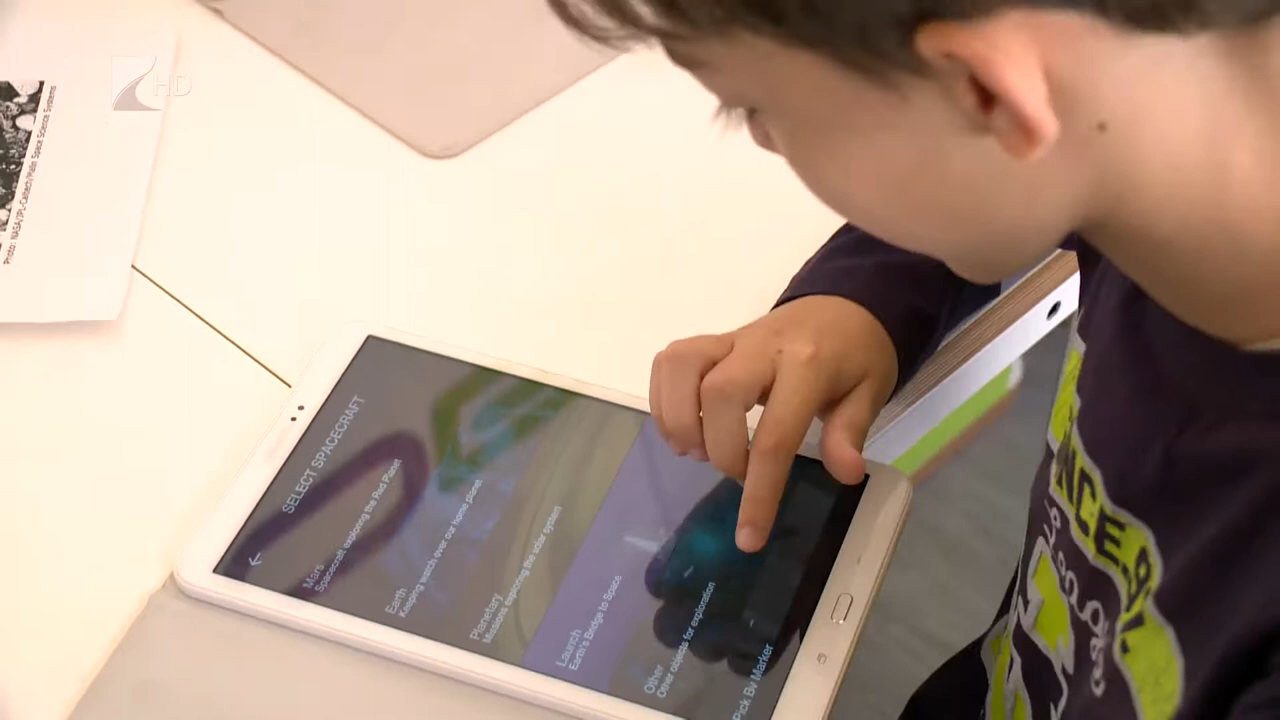 HD
Photo: NASA/JPL-Caltech/Malin Space Science Systems
SELECT SPACECRAFT
Mars
Spacecraft exploring the Red Planet
Earth
Keeping watch over our home planet
Planetary
Missions exploring the solar system
Launch
Earth's Bridge to Space
Other
Other objects for exploration
Pick By Marker